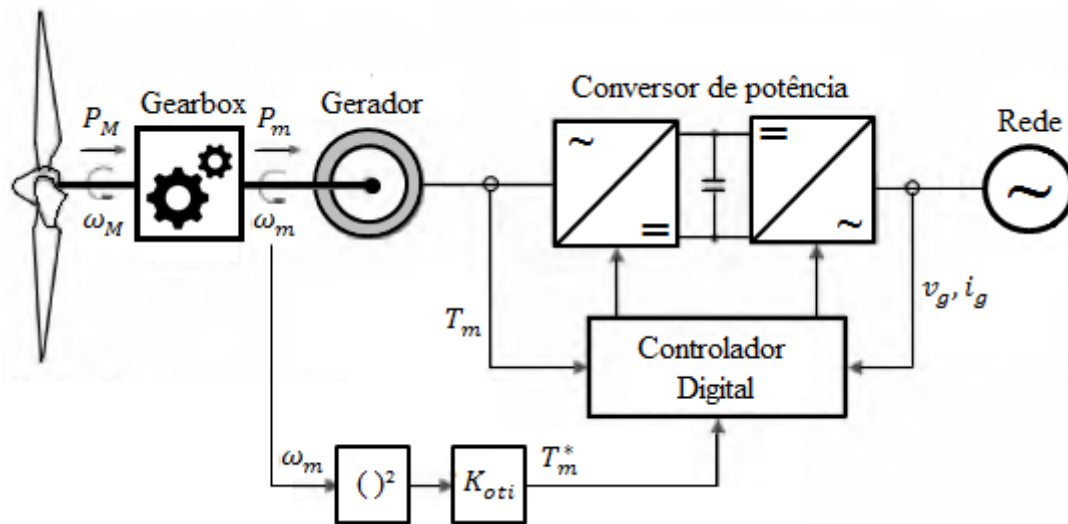 Conversor de potência
Gearbox
Gerador
Rede
P_M
P_m
ω_M
ω_m
~
=
=
~
~
T_m
v_g, i_g
Controlador
Digital
ω_m
( )²
K_oti
T_m^*